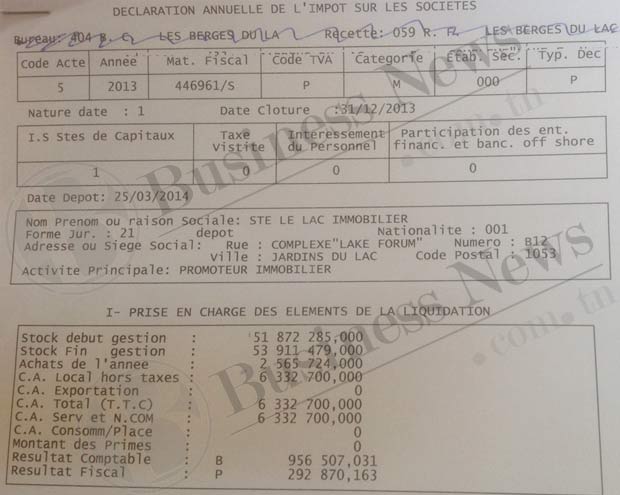 DECLARATION ANNUELLE DE L'IMPOT SUR LES SOCIETES
Bureau: 404 B. C. LES BERGES DU LA Recette: 059 R. F. LES BERGES DU LAC
Code Acte Année Mat. Fiscal Code TVA Categorie Etab. Sec. Typ. Dec
5 2013 446961/S P M 000 P
Nature date : 1 Date Cloture :31/12/2013
I.S Stes de Capitaux Taxe Vistite Interessement du Personnel Participation des ent. financ. et banc. off shore
1 0 0 0
Date Depot: 25/03/2014
Nom Prenom ou raison Sociale: STE LE LAC IMMOBILIER
Forme Jur. : 21 depot Nationalite : 001
Adresse ou Siege Social: Rue : COMPLEXE"LAKE FORUM" Numero : B12
Ville : JARDINS DU LAC Code Postal : 1053
Activite Principale: PROMOTEUR IMMOBILIER
I- PRISE EN CHARGE DES ELEMENTS DE LA LIQUIDATION
Stock debut gestion : 51 872 285,000
Stock Fin gestion : 53 911 479,000
Achats de l'annee : 2 565 724,000
C.A. Local hors taxes : 6 332 700,000
C.A. Exportation : 0
C.A. Total (T.T.C) : 6 332 700,000
C.A. Serv et N.COM : 6 332 700,000
C.A. Consomm/Place : 0
Montant des Primes : 0
Resultat Comptable : B 956 507,031
Resultat Fiscal : P 292 870,163
Business News
.com.tn
Business News
.com.tn